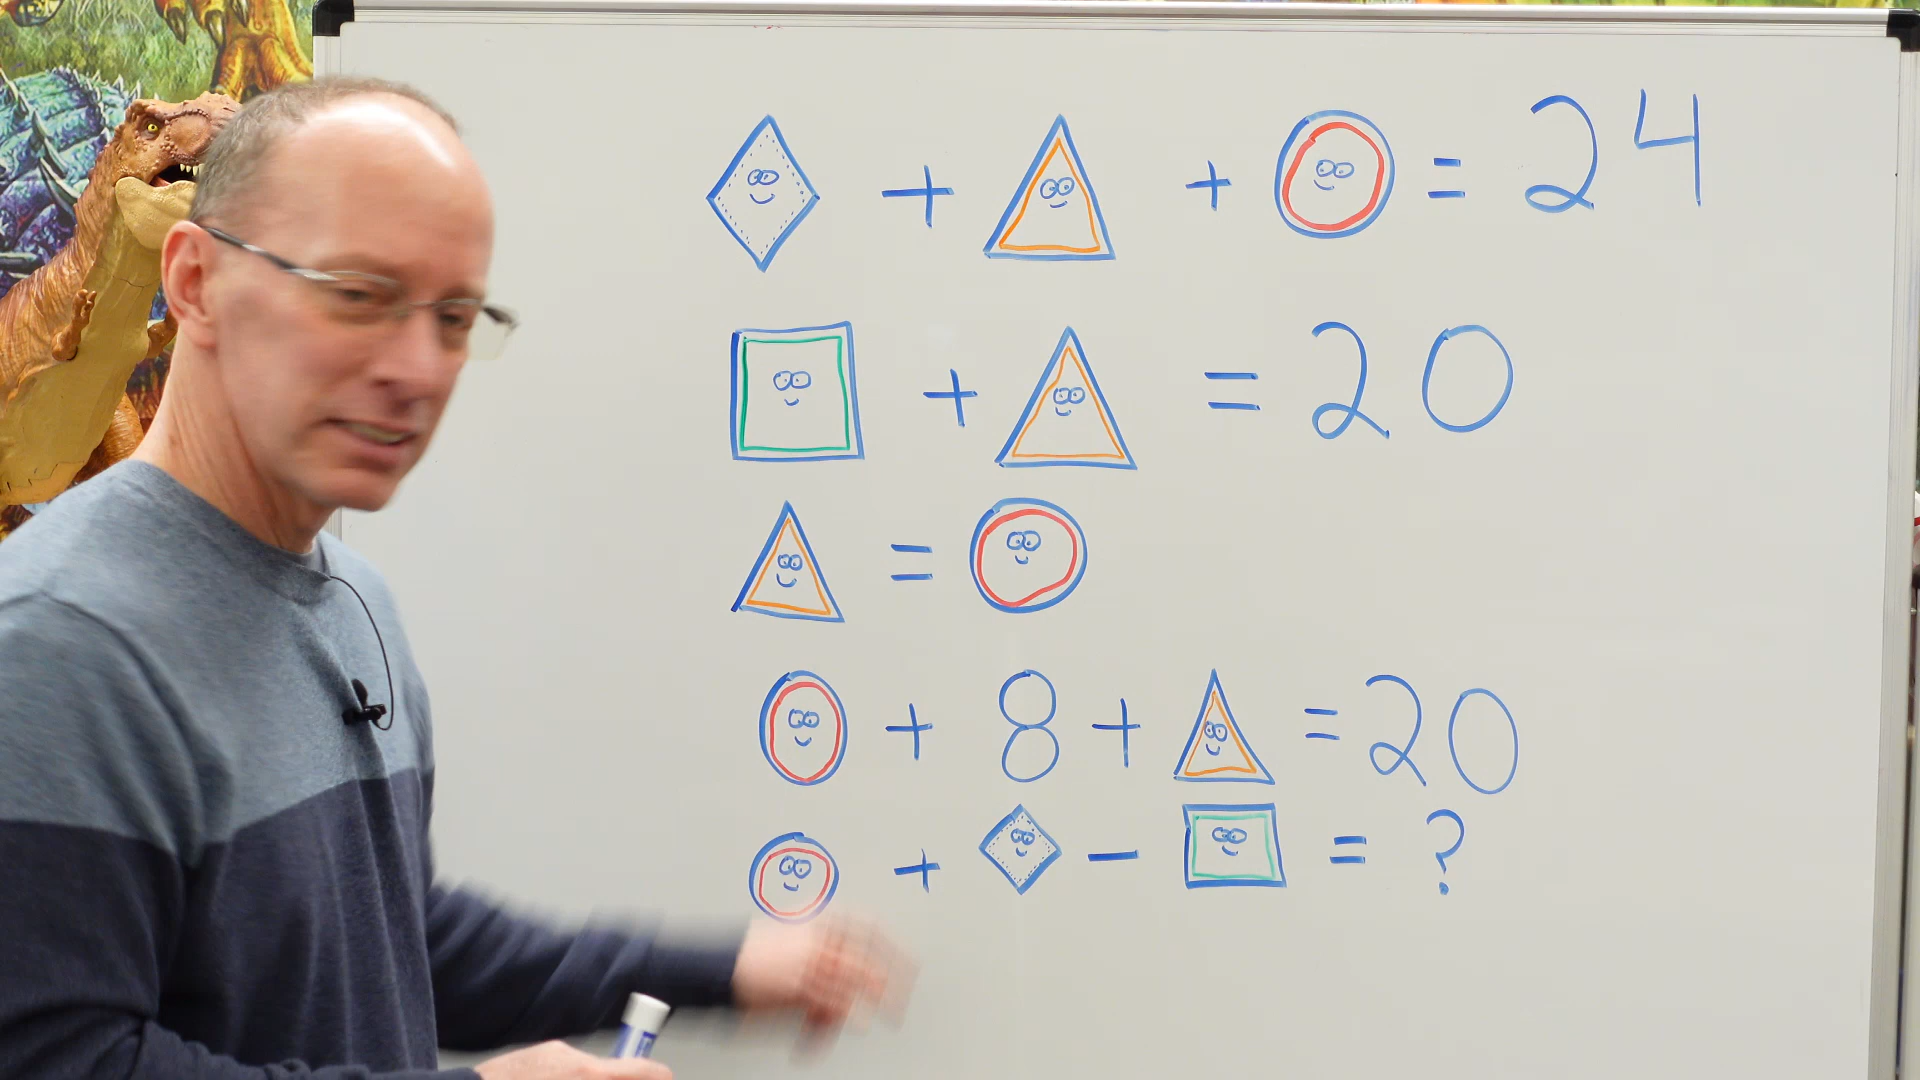 + + = 24
+ = 20
=
+ 8 + = 20
+ - = ?